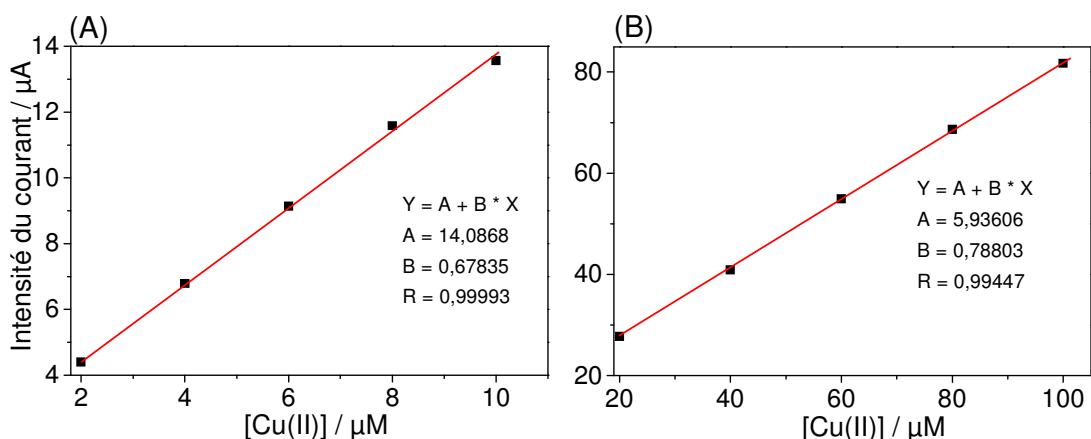 (A)
Intensité du courant / µA
14
12
10
8
6
4
Y = A + B * X
A = 14,0868
B = 0,67835
R = 0,99993
2 4 6 8 10
[Cu(II)] / µM
(B)
80
60
40
20
Y = A + B * X
A = 5,93606
B = 0,78803
R = 0,99447
20 40 60 80 100
[Cu(II)] / µM